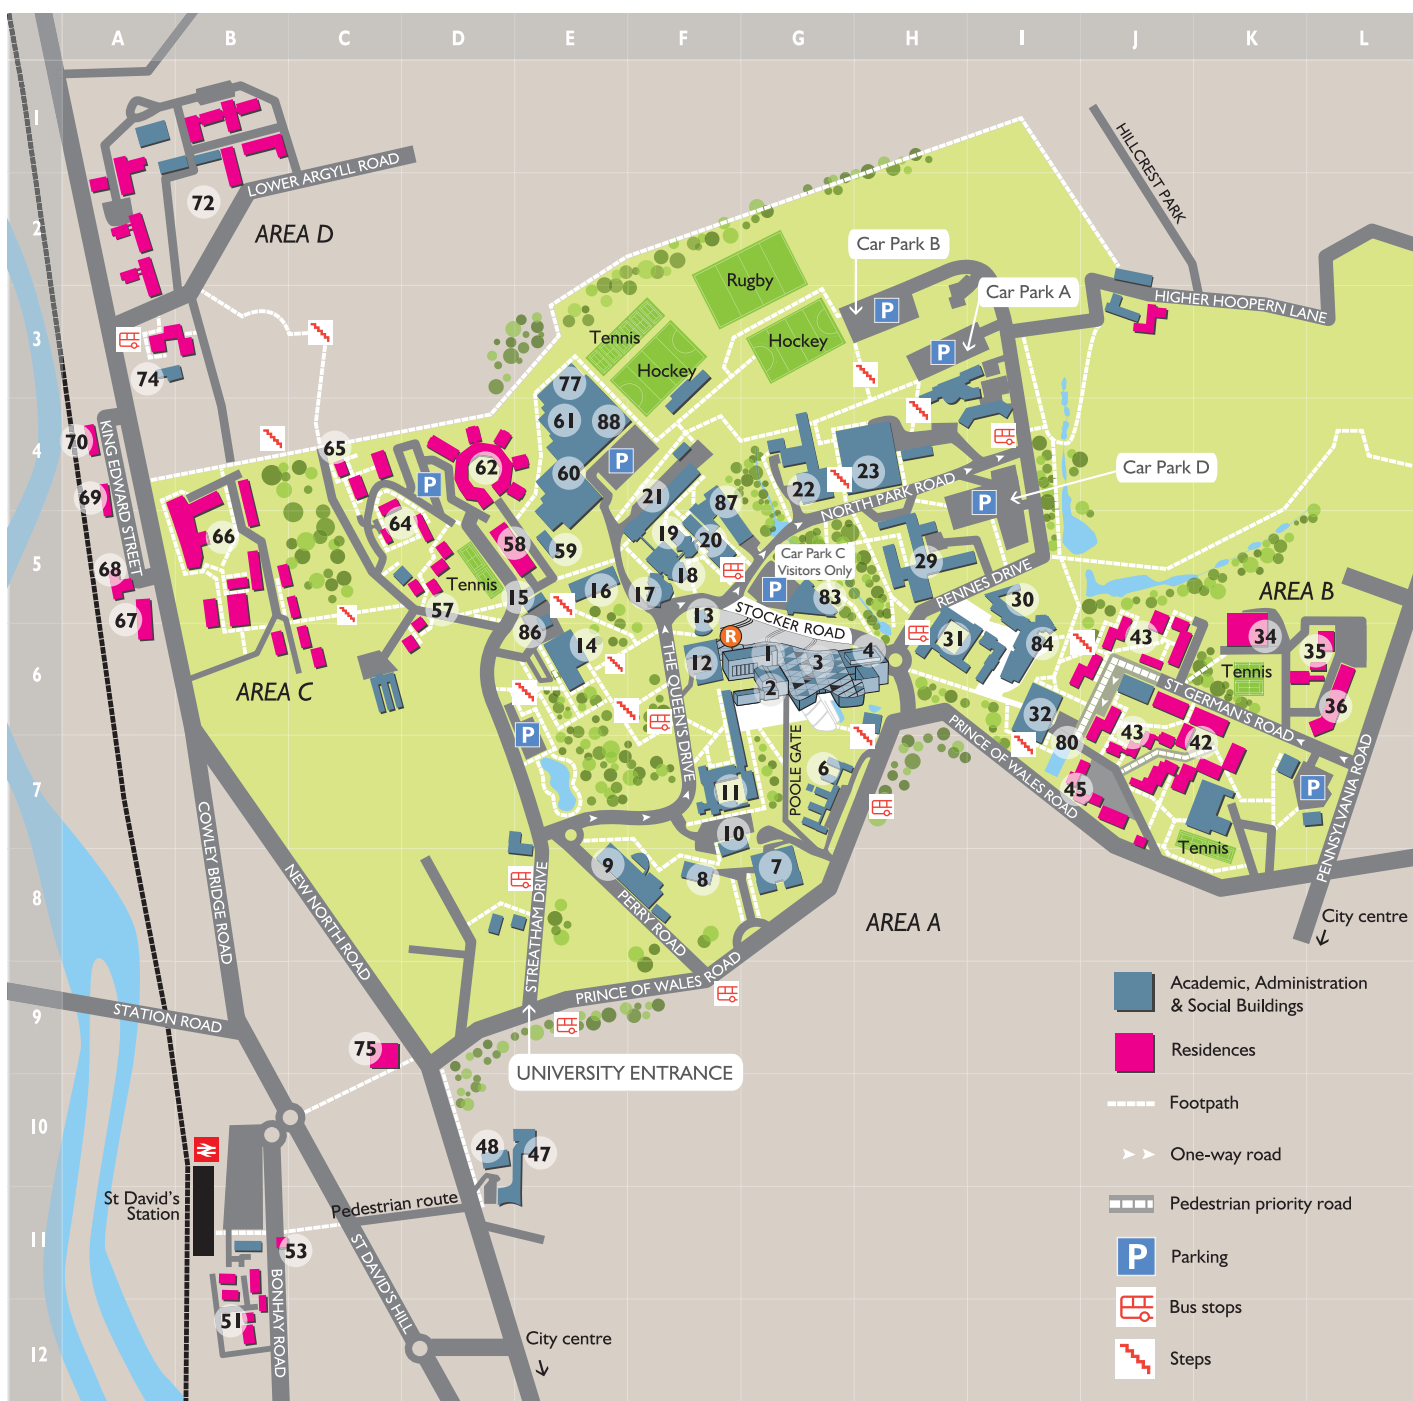 A B C D E F G H I J K L
1
2
3
4
5
6
7
8
9
10
11
12
HILLCREST PARK
LOWER ARGYLL ROAD
72
AREA D
Car Park B
Rugby
Car Park A
P
HIGHER HOOPERN LANE
Tennis
Hockey
P
Hockey
74
77
61
88
70
KING EDWARD STREET
65
62
60
P
P
23
Car Park D
69
21
22
87
NORTH PARK ROAD
P
66
64
58
19
20
59
Car Park C
Visitors Only
29
68
Tennis
18
RENNES DRIVE
AREA B
67
57
15
16
17
P
83
30
13
STOCKER ROAD
86
14
R
31
84
43
34
35
12
1
2
3
4
AREA C
THE QUEEN'S DRIVE
Tennis
ST GERMAN'S ROAD
36
P
32
80
PRINCE OF WALES ROAD
43
42
POOLE GATE
6
11
45
P
PENNSYLVANIA ROAD
10
Tennis
COWLEY BRIDGE ROAD
NEW NORTH ROAD
STREATHAM DRIVE
9
8
7
PERRY ROAD
AREA A
City centre
PRINCE OF WALES ROAD
STATION ROAD
Academic, Administration
& Social Buildings
75
UNIVERSITY ENTRANCE
Residences
Footpath
48
47
One-way road
St David's
Station
Pedestrian route
Pedestrian priority road
53
ST DAVID'S HILL
P
Parking
BONHAY ROAD
51
Bus stops
City centre
Steps